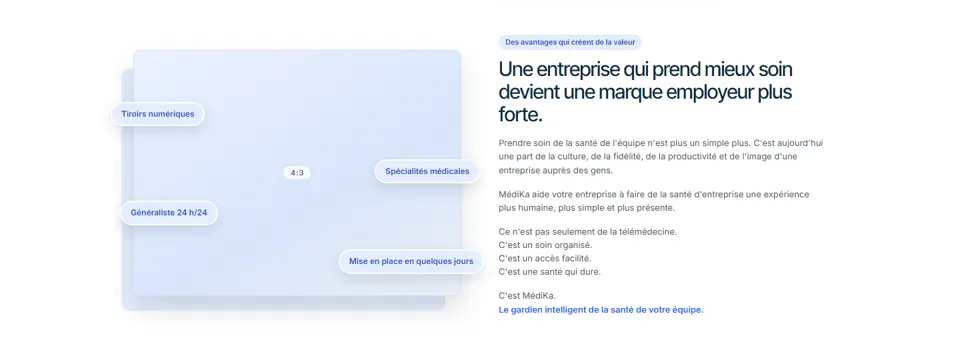 Tiroirs numériques
4:3
Spécialités médicales
Généraliste 24 h/24
Mise en place en quelques jours
Des avantages qui créent de la valeur
Une entreprise qui prend mieux soin
devient une marque employeur plus
forte.
Prendre soin de la santé de l'équipe n'est plus un simple plus. C'est aujourd'hui
une part de la culture, de la fidélité, de la productivité et de l'image d'une
entreprise auprès des gens.
MédiKa aide votre entreprise à faire de la santé d'entreprise une expérience
plus humaine, plus simple et plus présente.
Ce n'est pas seulement de la télémédecine.
C'est un soin organisé.
C'est un accès facilité.
C'est une santé qui dure.
C'est MédiKa.
Le gardien intelligent de la santé de votre équipe.